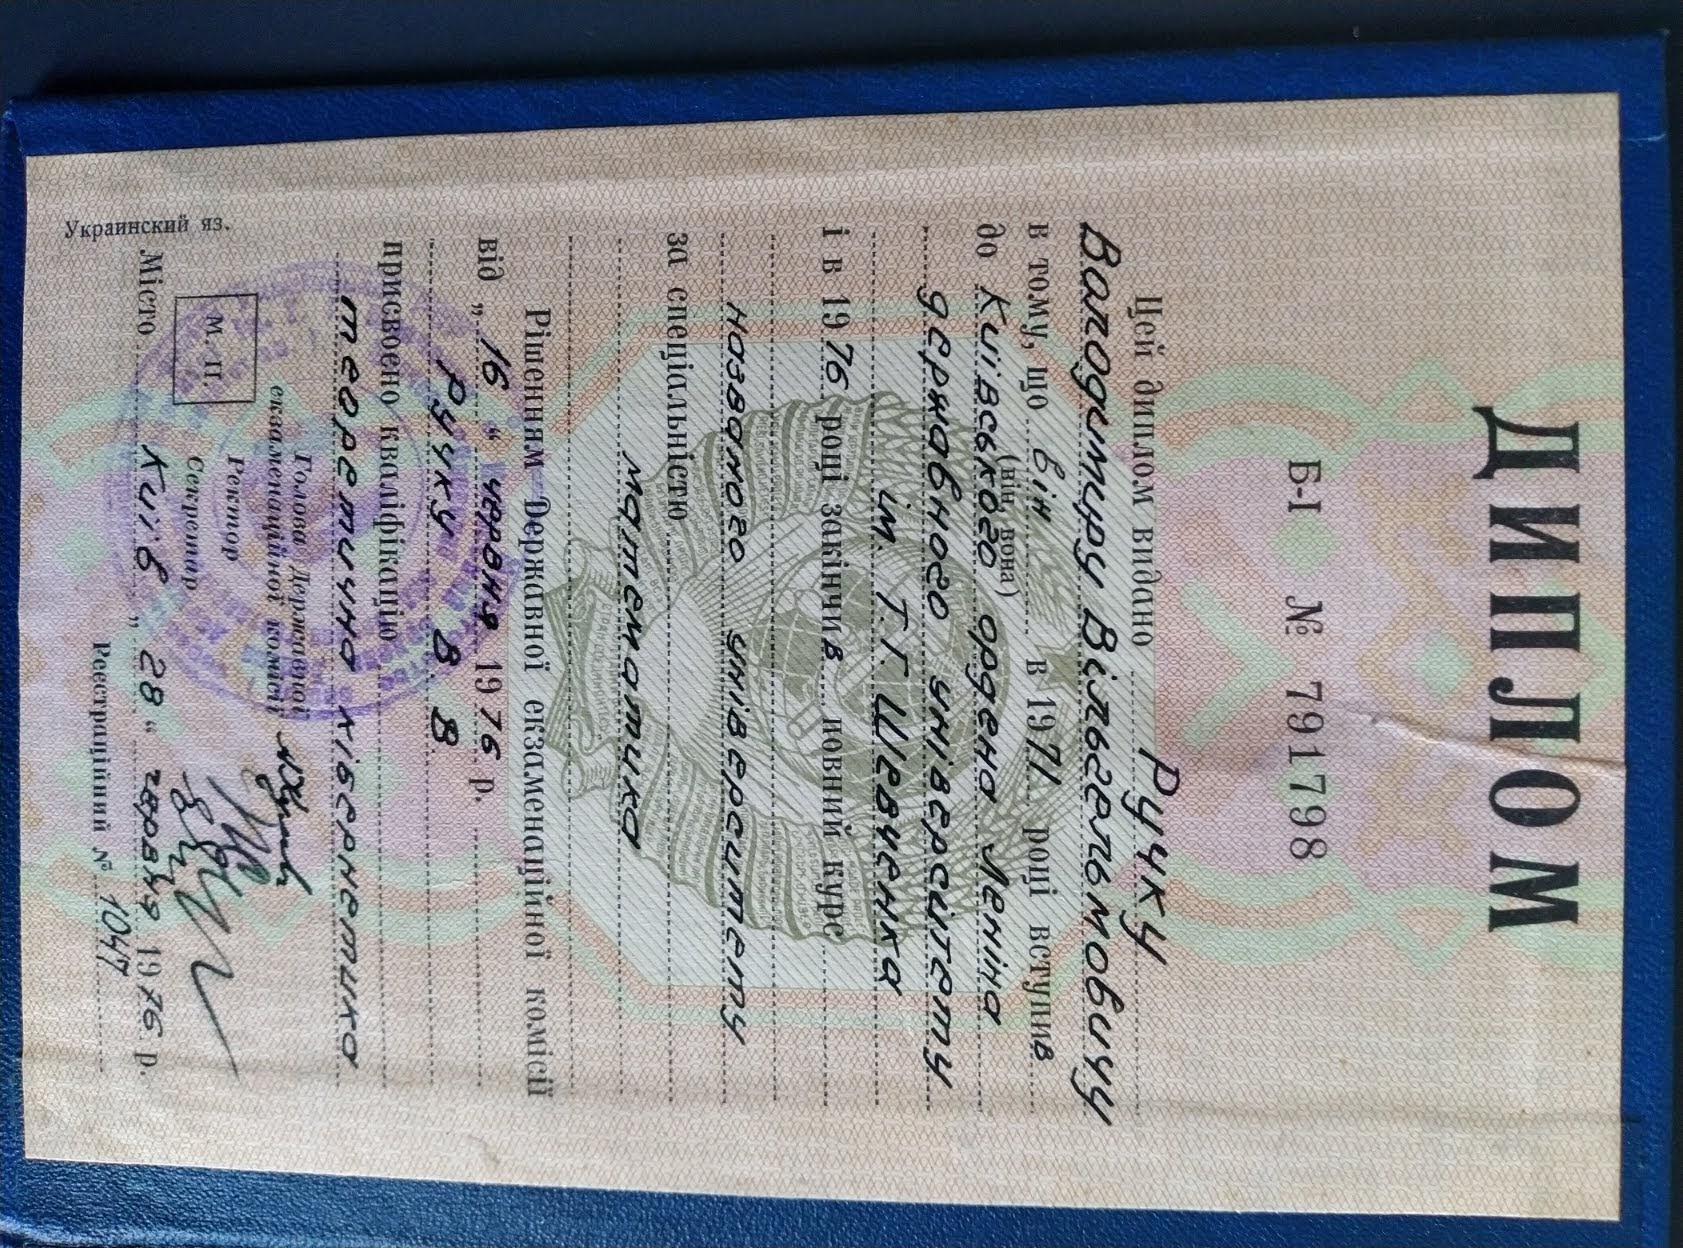 ДИПЛОМ
Б-І № 791798
Цей диплом видано Ручку
Володимиру Вільгельмовичу
в тому, що він в 1971 році вступив
(він, вона)
до Київського ордена Леніна
державного університету
ім. Т. Г. Шевченка
і в 1976 році закінчив повний курс
названого університету
за спеціальністю
математика
Рішенням Державної екзаменаційної комісії
від „16“ червня 1976 р.
Ручку В В
присвоєно кваліфікацію
теоретична кібернетика
Голова Державної
екзаменаційної комісії
Ректор
М. П.
Секретар
Місто Київ „28“ червня 1976 р.
Реєстраційний № 1047
Украинский яз.